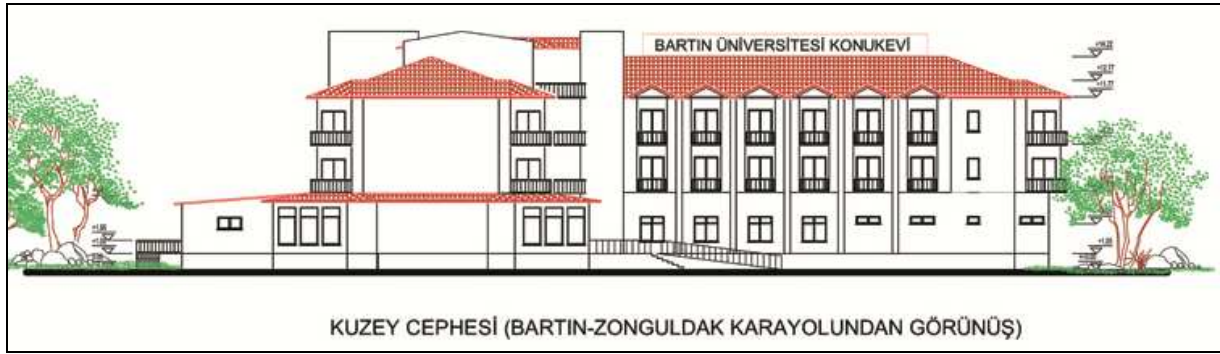 BARTIN ÜNİVERSİTESİ KONUKEVİ
KUZEY CEPHESİ (BARTIN-ZONGULDAK KARAYOLUNDAN GÖRÜNÜŞ)